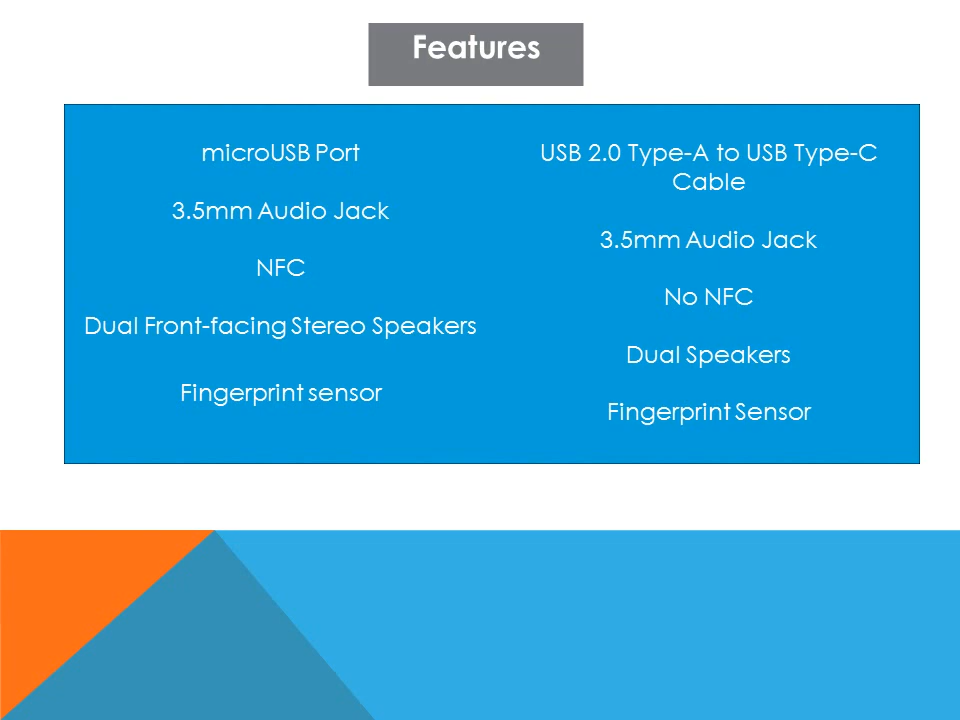 Features
microUSB Port
3.5mm Audio Jack
NFC
Dual Front-facing Stereo Speakers
Fingerprint sensor
USB 2.0 Type-A to USB Type-C
Cable
3.5mm Audio Jack
No NFC
Dual Speakers
Fingerprint Sensor